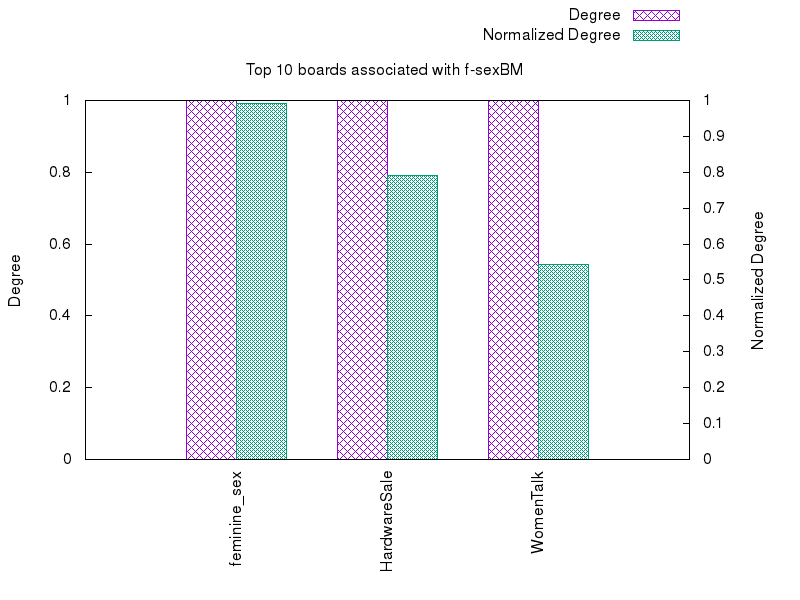 Degree
Normalized Degree
Top 10 boards associated with f-sexBM
1
0.8
0.6
0.4
0.2
0
Degree
1
0.9
0.8
0.7
0.6
0.5
0.4
0.3
0.2
0.1
0
Normalized Degree
feminine_sex
HardwareSale
WomenTalk